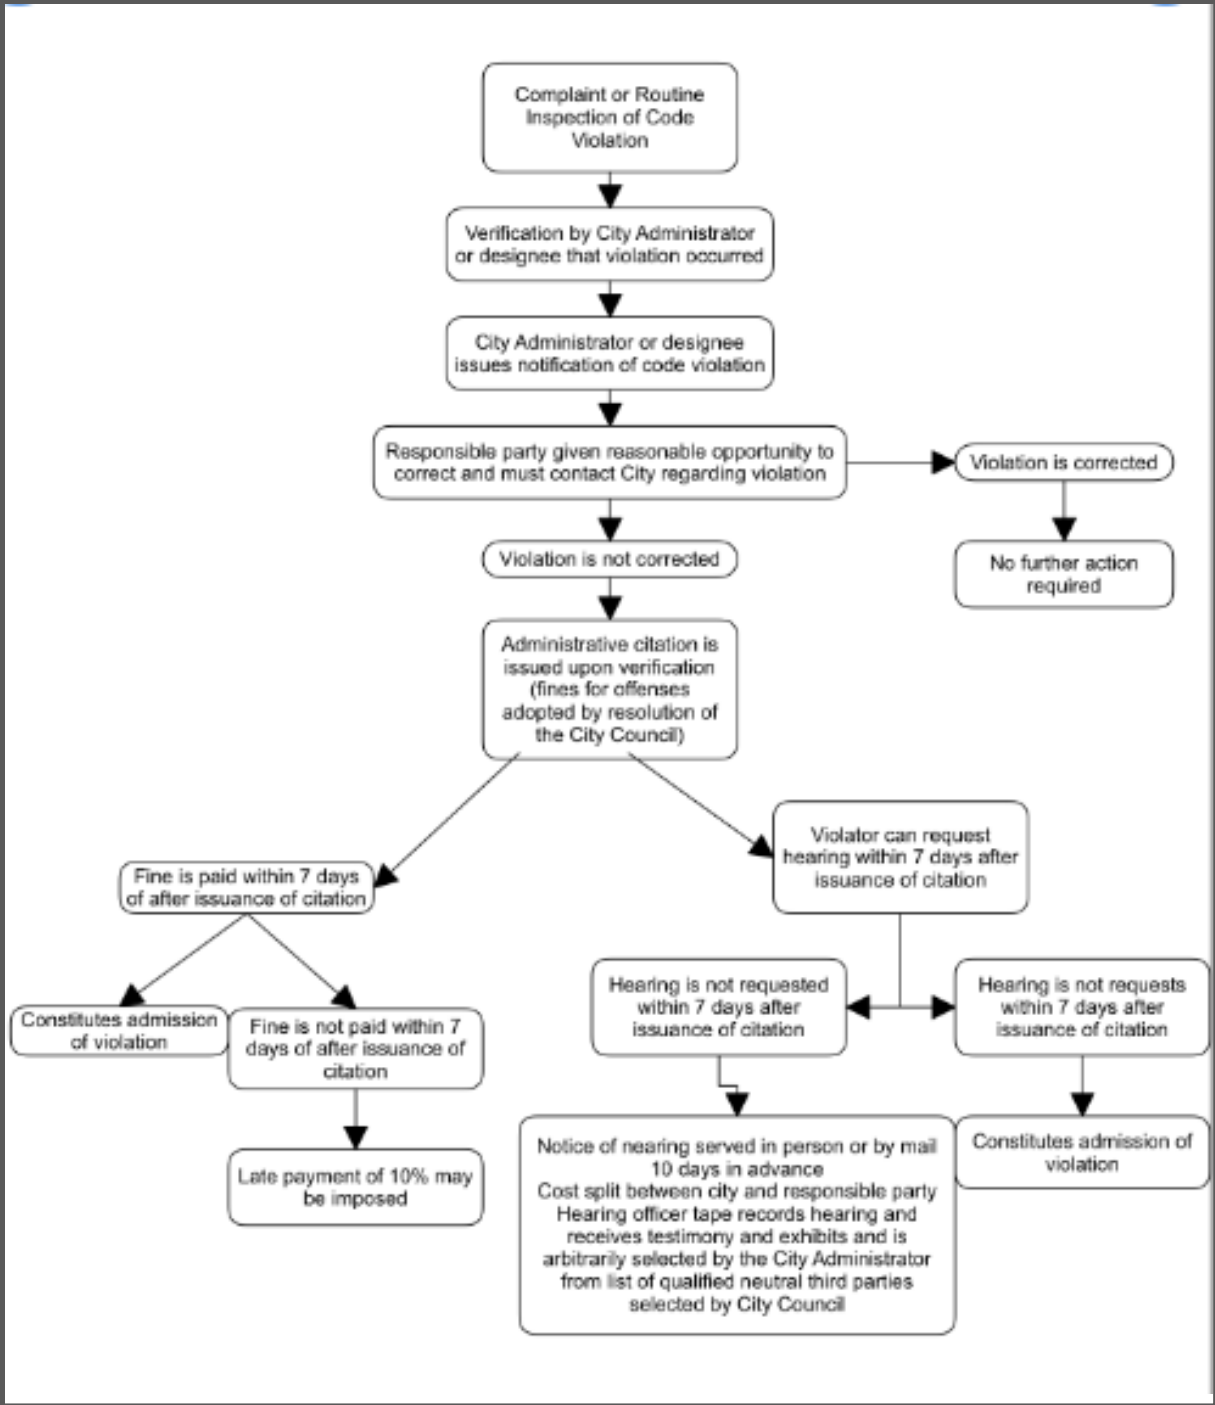 Complaint or Routine
Inspection of Code
Violation
Verification by City Administrator
or designee that violation occurred
City Administrator or designee
issues notification of code violation
Responsible party given reasonable opportunity to
correct and must contact City regarding violation
Violation is corrected
No further action
required
Violation is not corrected
Administrative citation is
issued upon verification
(fines for offenses
adopted by resolution of
the City Council)
Fine is paid within 7 days
of after issuance of citation
Constitutes admission
of violation
Fine is not paid within 7
days of after issuance of
citation
Late payment of 10% may
be imposed
Violator can request
hearing within 7 days after
issuance of citation
Hearing is not requested
within 7 days after
issuance of citation
Notice of nearing served in person or by mail
10 days in advance
Cost split between city and responsible party
Hearing officer tape records hearing and
receives testimony and exhibits and is
arbitrarily selected by the City Administrator
from list of qualified neutral third parties
selected by City Council
Hearing is not requests
within 7 days after
issuance of citation
Constitutes admission of
violation